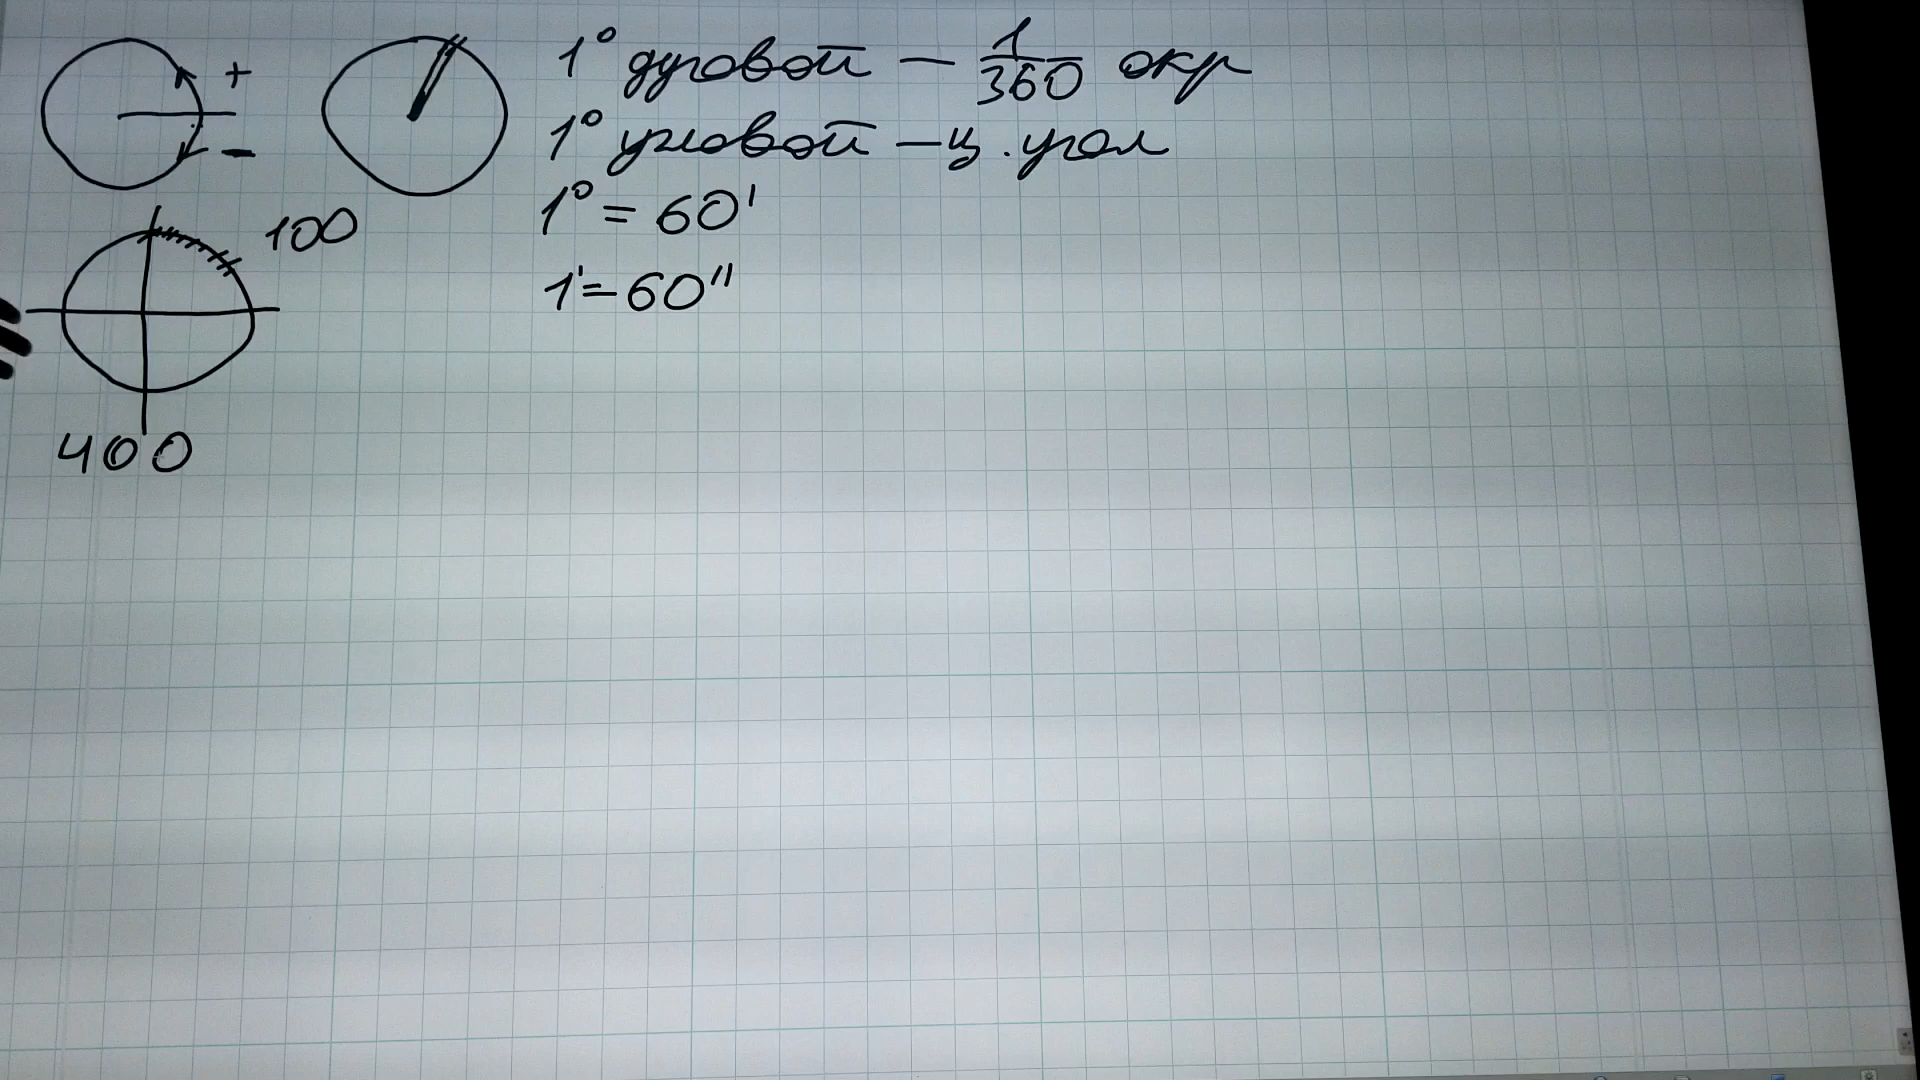 +
-
1° дуговой — 1/360 окр
1° угловой — ц. угол
1° = 60'
1' = 60''
100
400